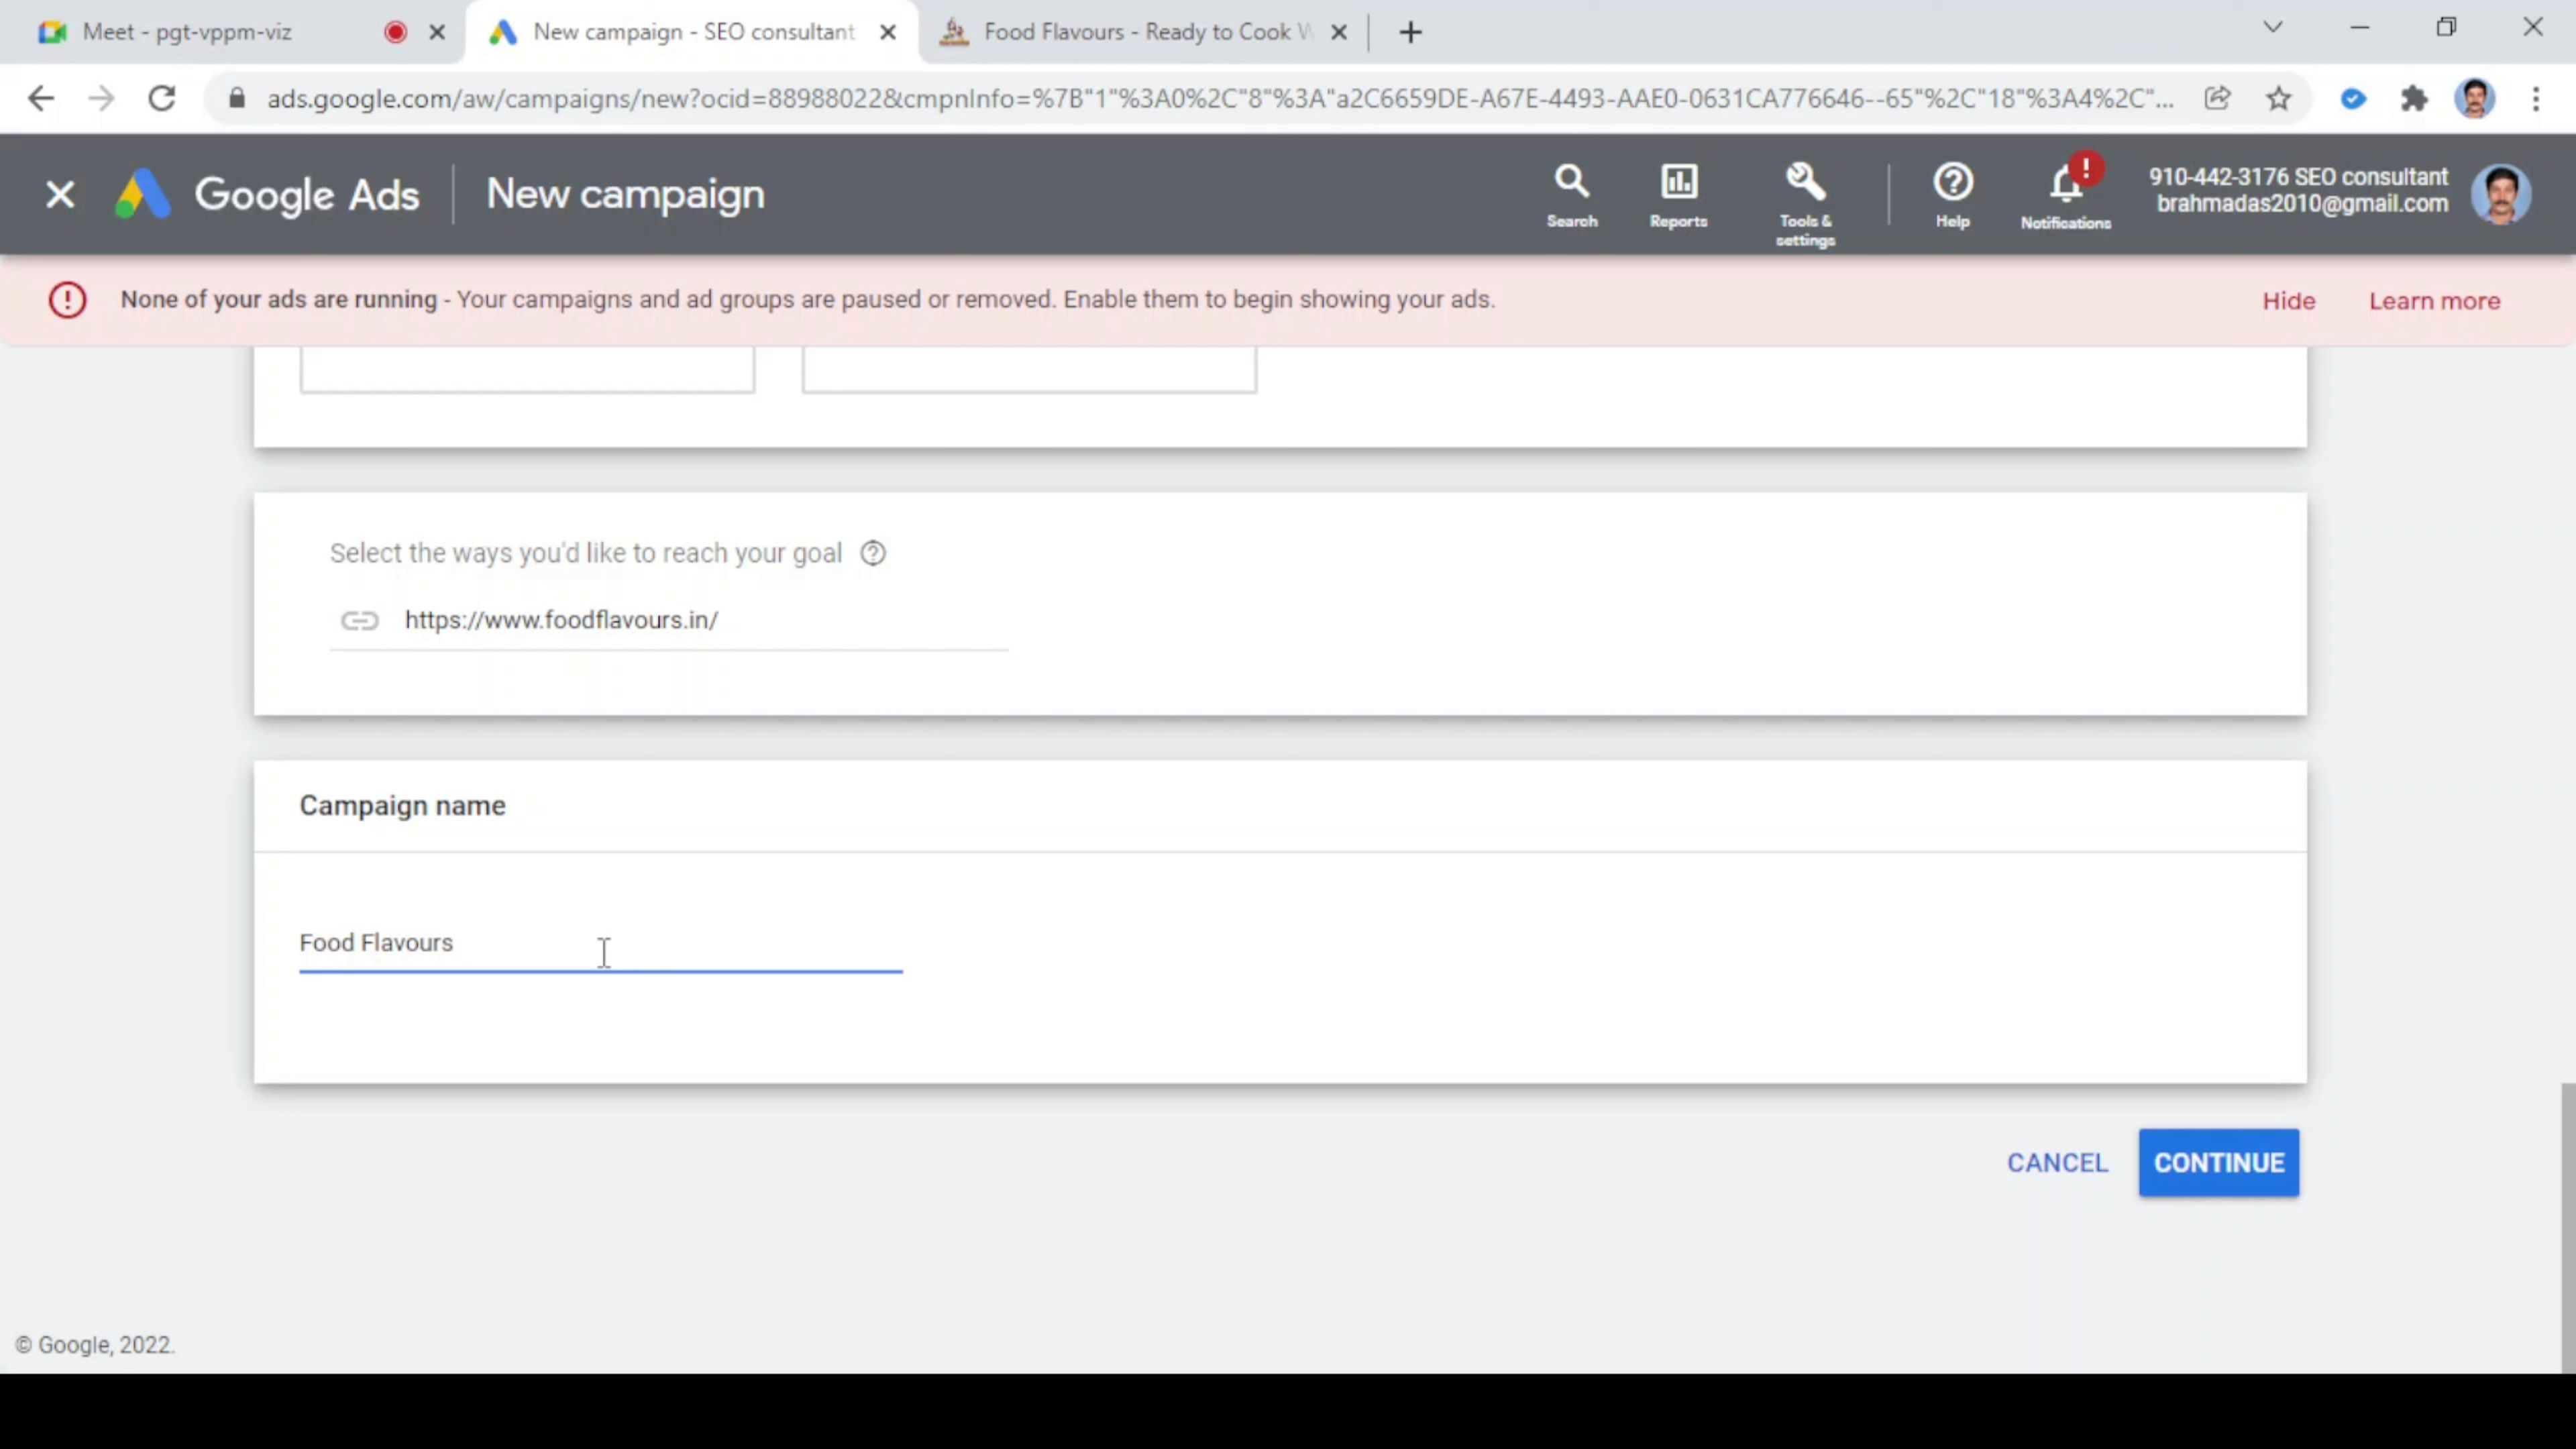 Meet - pgt-vppm-viz
New campaign - SEO consultant
Food Flavours - Ready to Cook
ads.google.com/aw/campaigns/new?ocid=88988022&cmpnInfo=%7B"1"%3A0%2C"8"%3A"a2C6659DE-A67E-4493-AAE0-0631CA776646--65"%2C"18"%3A4%2C"...
Google Ads
New campaign
Search
Reports
Tools &
settings
Help
Notifications
910-442-3176 SEO consultant
brahmadas2010@gmail.com
None of your ads are running - Your campaigns and ad groups are paused or removed. Enable them to begin showing your ads.
Hide
Learn more
Select the ways you'd like to reach your goal
https://www.foodflavours.in/
Campaign name
Food Flavours
CANCEL
CONTINUE
© Google, 2022.